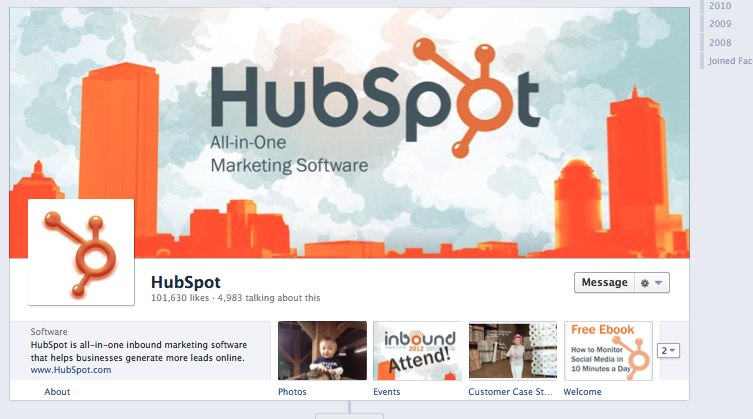 2010
2009
2008
Joined Fac
HubSpot
All-in-One
Marketing Software
HubSpot
101,630 likes · 4,983 talking about this
Message
Software
HubSpot is all-in-one inbound marketing software
that helps businesses generate more leads online.
www.HubSpot.com
About
Photos
inbound
2012
Attend!
Events
Customer Case St...
Free Ebook
How to Monitor
Social Media in
10 Minutes a Day
Welcome
2